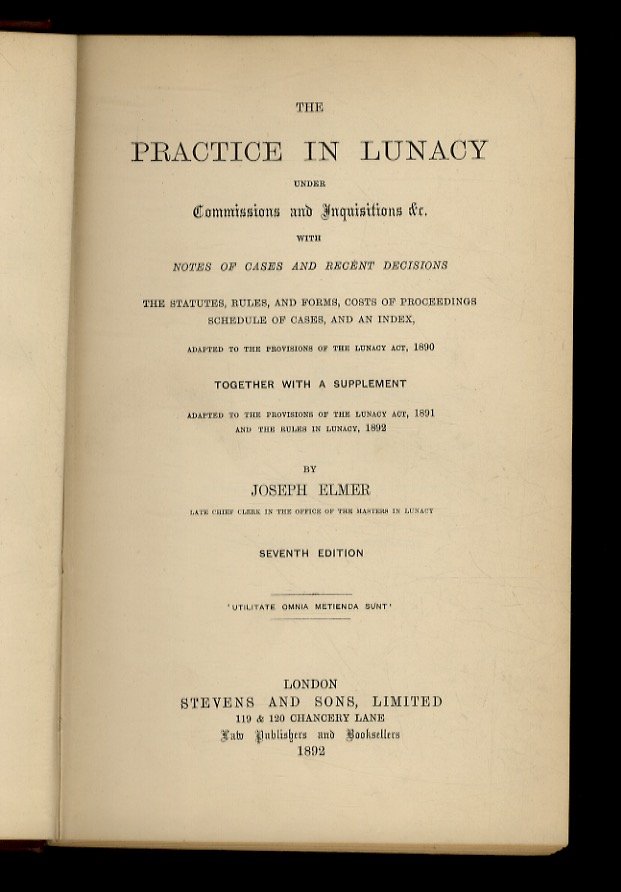 THE
PRACTICE IN LUNACY
UNDER
Commissions and Inquisitions &c.
WITH
NOTES OF CASES AND RECENT DECISIONS
THE STATUTES, RULES, AND FORMS, COSTS OF PROCEEDINGS
SCHEDULE OF CASES, AND AN INDEX,
ADAPTED TO THE PROVISIONS OF THE LUNACY ACT, 1890
TOGETHER WITH A SUPPLEMENT
ADAPTED TO THE PROVISIONS OF THE LUNACY ACT, 1891
AND THE RULES IN LUNACY, 1892
BY
JOSEPH ELMER
LATE CHIEF CLERK IN THE OFFICE OF THE MASTERS IN LUNACY
SEVENTH EDITION
'UTILITATE OMNIA METIENDA SUNT'
LONDON
STEVENS AND SONS, LIMITED
119 & 120 CHANCERY LANE
Law Publishers and Booksellers
1892